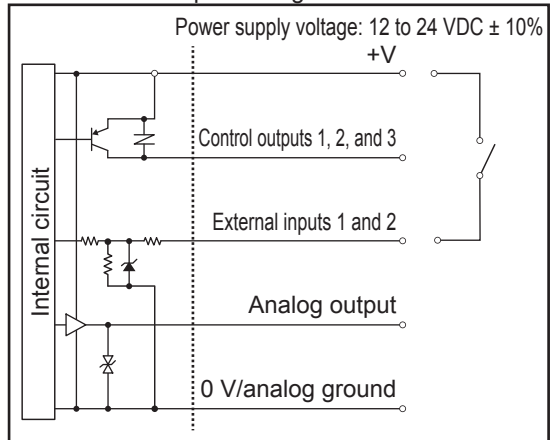 Power supply voltage: 12 to 24 VDC ± 10%
+V
Control outputs 1, 2, and 3
External inputs 1 and 2
Internal circuit
Analog output
0 V/analog ground